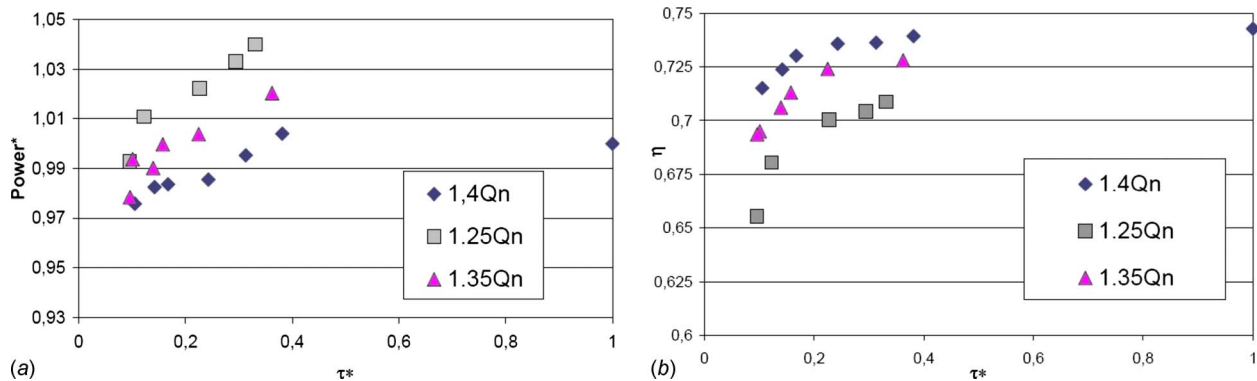 1,05
1,03
1,01
0,99
0,97
0,95
0,93
Power*
0
0,2
0,4
0,6
0,8
1
τ*
1,4Qn
1.25Qn
1.35Qn
(a)
0,75
0,725
0,7
0,675
0,65
0,625
0,6
η
0
0,2
0,4
0,6
0,8
1
τ*
1.4Qn
1.25Qn
1.35Qn
(b)